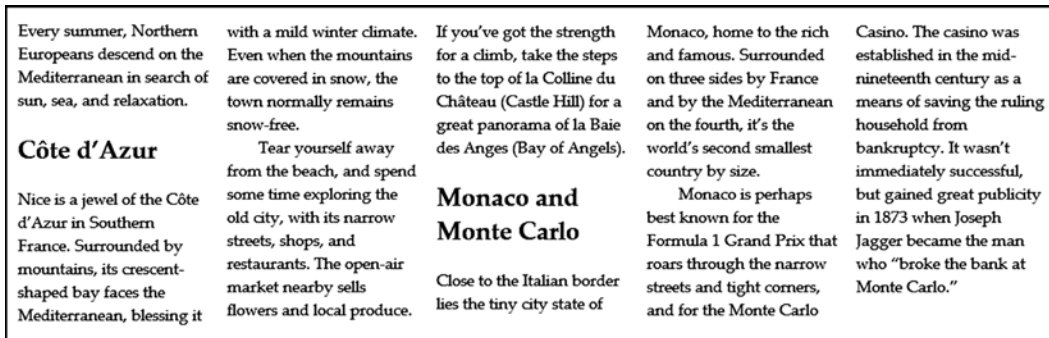 Every summer, Northern
Europeans descend on the
Mediterranean in search of
sun, sea, and relaxation.
Côte d’Azur
Nice is a jewel of the Côte
d’Azur in Southern
France. Surrounded by
mountains, its crescent-
shaped bay faces the
Mediterranean, blessing it
with a mild winter climate.
Even when the mountains
are covered in snow, the
town normally remains
snow-free.
Tear yourself away
from the beach, and spend
some time exploring the
old city, with its narrow
streets, shops, and
restaurants. The open-air
market nearby sells
flowers and local produce.
If you’ve got the strength
for a climb, take the steps
to the top of la Colline du
Château (Castle Hill) for a
great panorama of la Baie
des Anges (Bay of Angels).
Monaco and
Monte Carlo
Close to the Italian border
lies the tiny city state of
Monaco, home to the rich
and famous. Surrounded
on three sides by France
and by the Mediterranean
on the fourth, it’s the
world’s second smallest
country by size.
Monaco is perhaps
best known for the
Formula 1 Grand Prix that
roars through the narrow
streets and tight corners,
and for the Monte Carlo
Casino. The casino was
established in the mid-
nineteenth century as a
means of saving the ruling
household from
bankruptcy. It wasn’t
immediately successful,
but gained great publicity
in 1873 when Joseph
Jagger became the man
who “broke the bank at
Monte Carlo.”